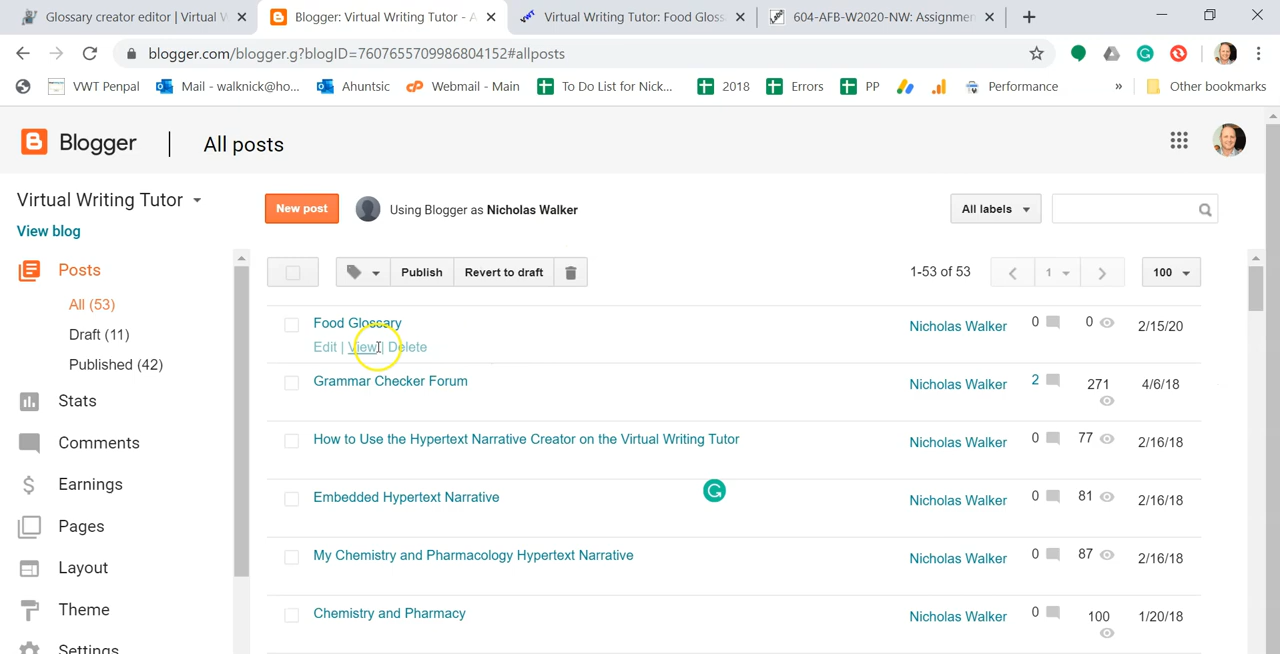 Glossary creator editor | Virtual W
Blogger: Virtual Writing Tutor - A
Virtual Writing Tutor: Food Gloss
604-AFB-W2020-NW: Assignmen
blogger.com/blogger.g?blogID=7607655709986804152#allposts
VWT Penpal
Mail - walknick@ho...
Ahuntsic
Webmail - Main
To Do List for Nick...
2018
Errors
PP
Performance
»
Other bookmarks
Blogger
All posts
Virtual Writing Tutor
View blog
New post
Using Blogger as Nicholas Walker
All labels
Posts
All (53)
Draft (11)
Published (42)
Stats
Comments
Earnings
Pages
Layout
Theme
Settings
Publish
Revert to draft
1-53 of 53
1
100
Food Glossary
Edit | View | Delete
Nicholas Walker
0
0
2/15/20
Grammar Checker Forum
Nicholas Walker
2
271
4/6/18
How to Use the Hypertext Narrative Creator on the Virtual Writing Tutor
Nicholas Walker
0
77
2/16/18
Embedded Hypertext Narrative
Nicholas Walker
0
81
2/16/18
My Chemistry and Pharmacology Hypertext Narrative
Nicholas Walker
0
87
2/16/18
Chemistry and Pharmacy
Nicholas Walker
0
100
1/20/18